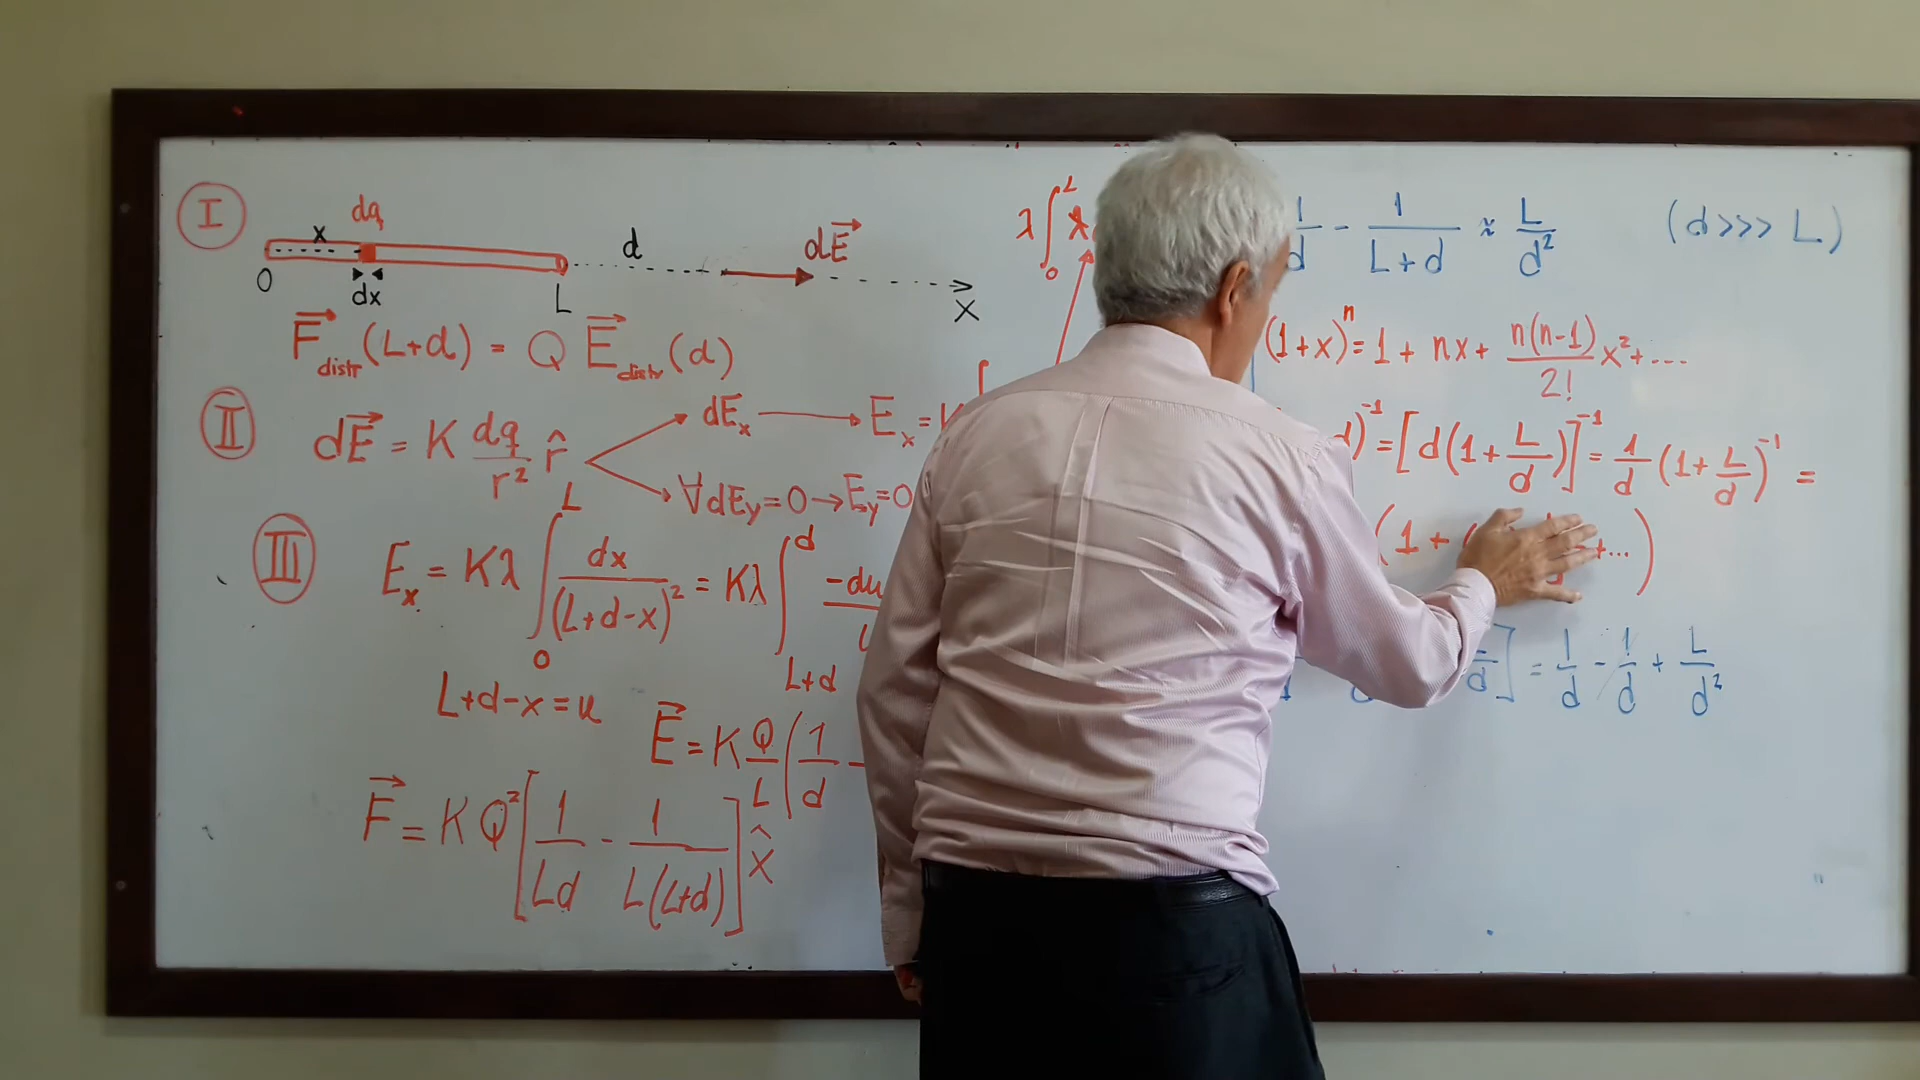 I
dq
x
d
dE⃗
0
dx
L
X
F⃗distr (L+d) = Q E⃗distr (d)
II
dE⃗ = K dq/r² r̂
dEx → Ex = K
∀ dEy = 0 → Ey = 0
III
Ex = Kλ ∫₀ᴸ dx/(L+d-x)² = Kλ ∫_{L+d}^{d} -du
L+d-x = u
E⃗ = K Q/L (1/d -
F⃗ = K Q² [1/Ld - 1/L(L+d)] x̂
λ ∫₀ᴸ
1/d - 1/(L+d) ≈ L/d² (d >>> L)
(1+x)ⁿ = 1 + nx + n(n-1)/2! x² + ....
d)⁻¹ = [d(1+L/d)]⁻¹ = 1/d (1+L/d)⁻¹ =
(1 + + ...)
] = 1/d - 1/d + L/d²